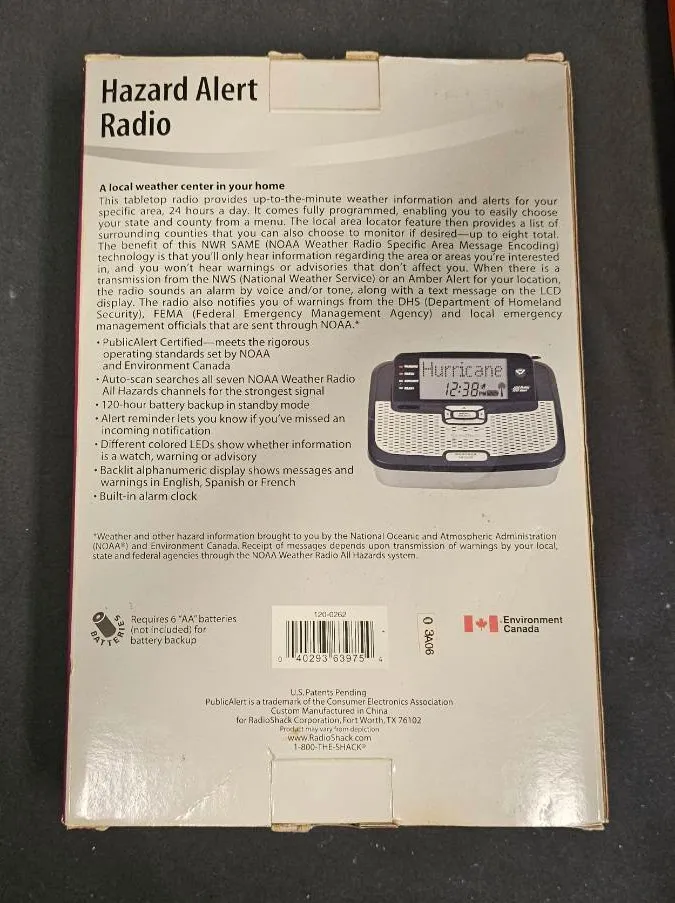 Hazard Alert
Radio
A local weather center in your home
This tabletop radio provides up-to-the-minute weather information and alerts for your
specific area, 24 hours a day. It comes fully programmed, enabling you to easily choose
your state and county from a menu. The local area locator feature then provides a list of
surrounding counties that you can also choose to monitor if desired—up to eight total.
The benefit of this NWR SAME (NOAA Weather Radio Specific Area Message Encoding)
technology is that you'll only hear information regarding the area or areas you're interested
in, and you won't hear warnings or advisories that don't affect you. When there is a
transmission from the NWS (National Weather Service) or an Amber Alert for your location,
the radio sounds an alarm by voice and/or tone, along with a text message on the LCD
display. The radio also notifies you of warnings from the DHS (Department of Homeland
Security), FEMA (Federal Emergency Management Agency) and local emergency
management officials that are sent through NOAA.*
• PublicAlert Certified—meets the rigorous
operating standards set by NOAA
and Environment Canada
• Auto-scan searches all seven NOAA Weather Radio
All Hazards channels for the strongest signal
• 120-hour battery backup in standby mode
• Alert reminder lets you know if you've missed an
incoming notification
• Different colored LEDs show whether information
is a watch, warning or advisory
• Backlit alphanumeric display shows messages and
warnings in English, Spanish or French
• Built-in alarm clock
Hurricane
12:38 PM
*Weather and other hazard information brought to you by the National Oceanic and Atmospheric Administration
(NOAA®) and Environment Canada. Receipt of messages depends upon transmission of warnings by your local,
state and federal agencies through the NOAA Weather Radio All Hazards system.
BATTERIES
Requires 6 "AA" batteries
(not included) for
battery backup
120-0262
0 40293 63975 4
0 3A06
Environment
Canada
U.S. Patents Pending
PublicAlert is a trademark of the Consumer Electronics Association
Custom Manufactured in China
for RadioShack Corporation, Fort Worth, TX 76102
Product may vary from depiction
www.RadioShack.com
1-800-THE-SHACK®